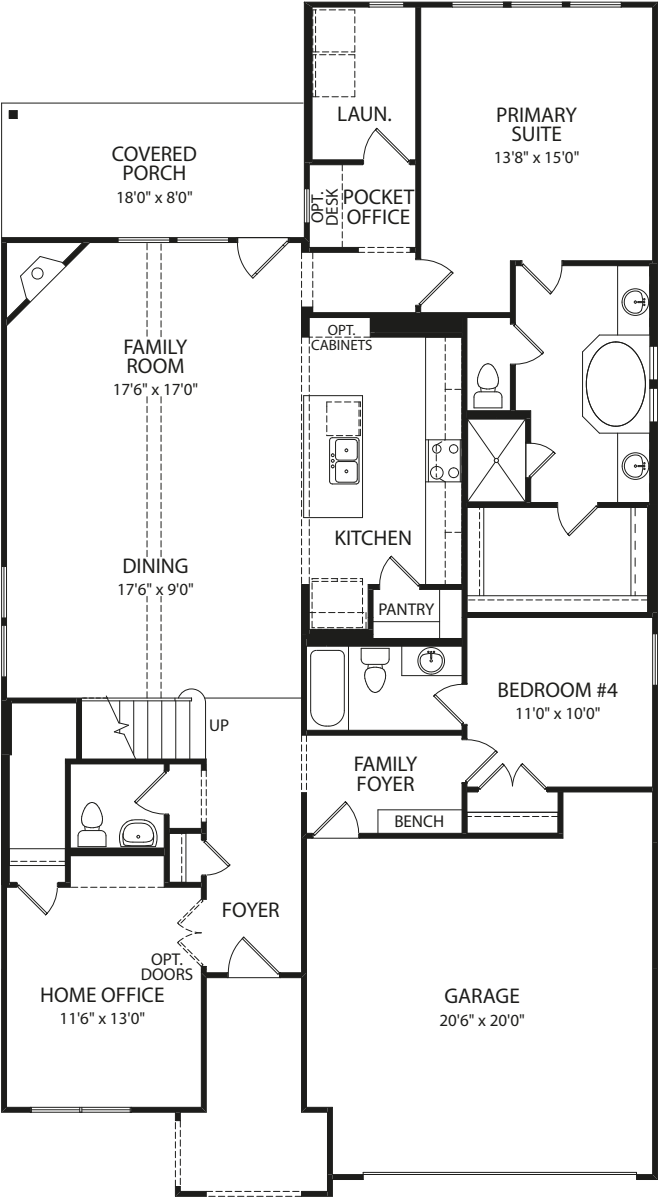 LAUN.
PRIMARY
SUITE
13'8" x 15'0"
COVERED
PORCH
18'0" x 8'0"
OPT.
DESK
POCKET
OFFICE
OPT.
CABINETS
FAMILY
ROOM
17'6" x 17'0"
KITCHEN
DINING
17'6" x 9'0"
PANTRY
BEDROOM #4
11'0" x 10'0"
UP
FAMILY
FOYER
BENCH
FOYER
OPT.
DOORS
HOME OFFICE
11'6" x 13'0"
GARAGE
20'6" x 20'0"